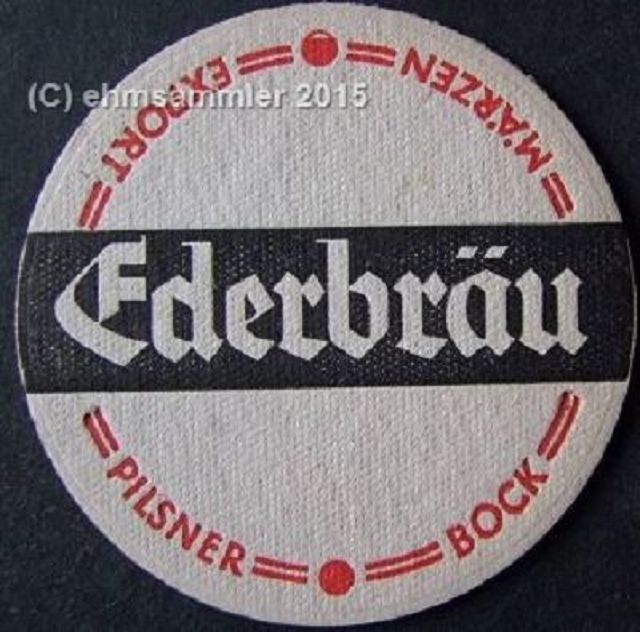 (C) ehmsammler 2015
EXPORT
MÄRZEN
Ederbräu
PILSNER
BOCK